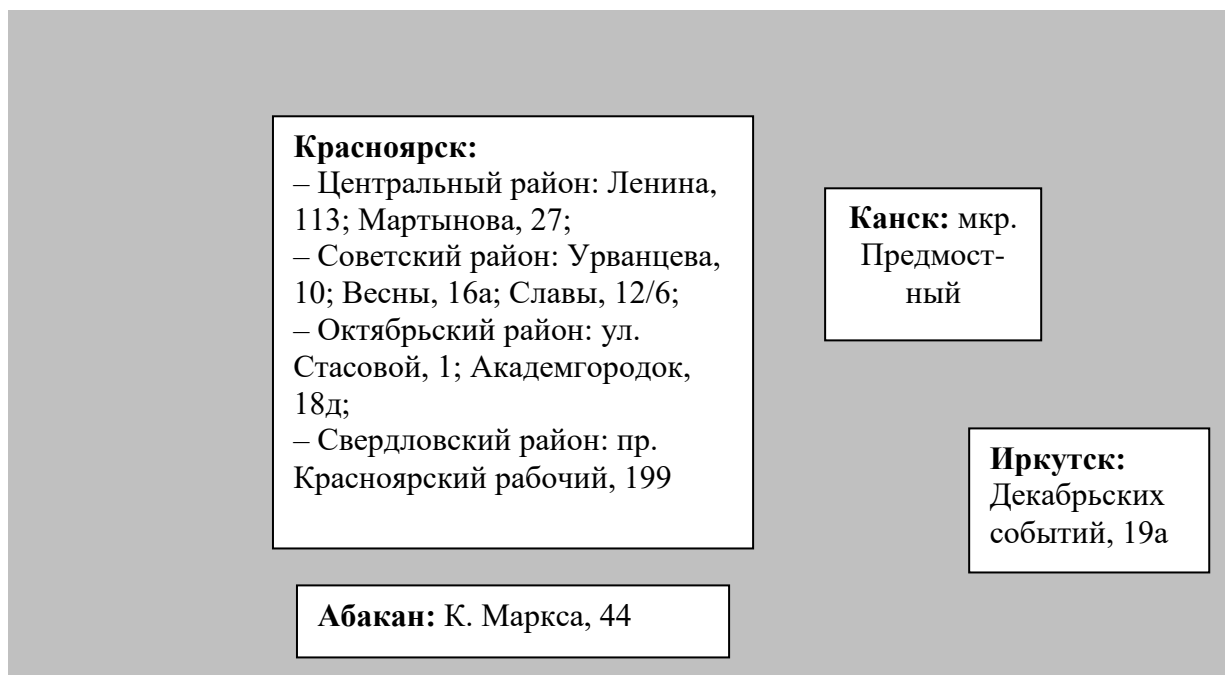 Красноярск:
– Центральный район: Ленина,
113; Мартынова, 27;
– Советский район: Урванцева,
10; Весны, 16а; Славы, 12/6;
– Октябрьский район: ул.
Стасовой, 1; Академгородок,
18д;
– Свердловский район: пр.
Красноярский рабочий, 199
Канск: мкр.
Предмост-
ный
Иркутск:
Декабрьских
событий, 19а
Абакан: К. Маркса, 44